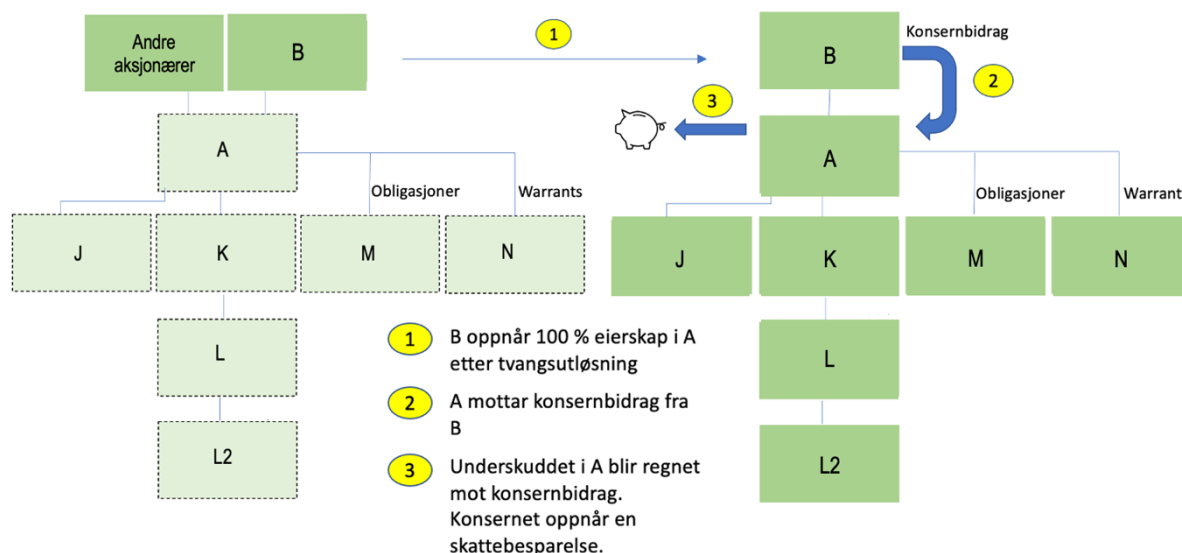 Andre
aksjonærer
B
A
Obligasjoner
Warrants
J
K
M
N
L
L2
1
B
Konsernbidrag
2
3
A
Obligasjoner
Warrant
J
K
M
N
L
L2
1
B oppnår 100 % eierskap i A
etter tvangsutløsning
2
A mottar konsernbidrag fra
B
3
Underskuddet i A blir regnet
mot konsernbidrag.
Konsernet oppnår en
skattebesparelse.